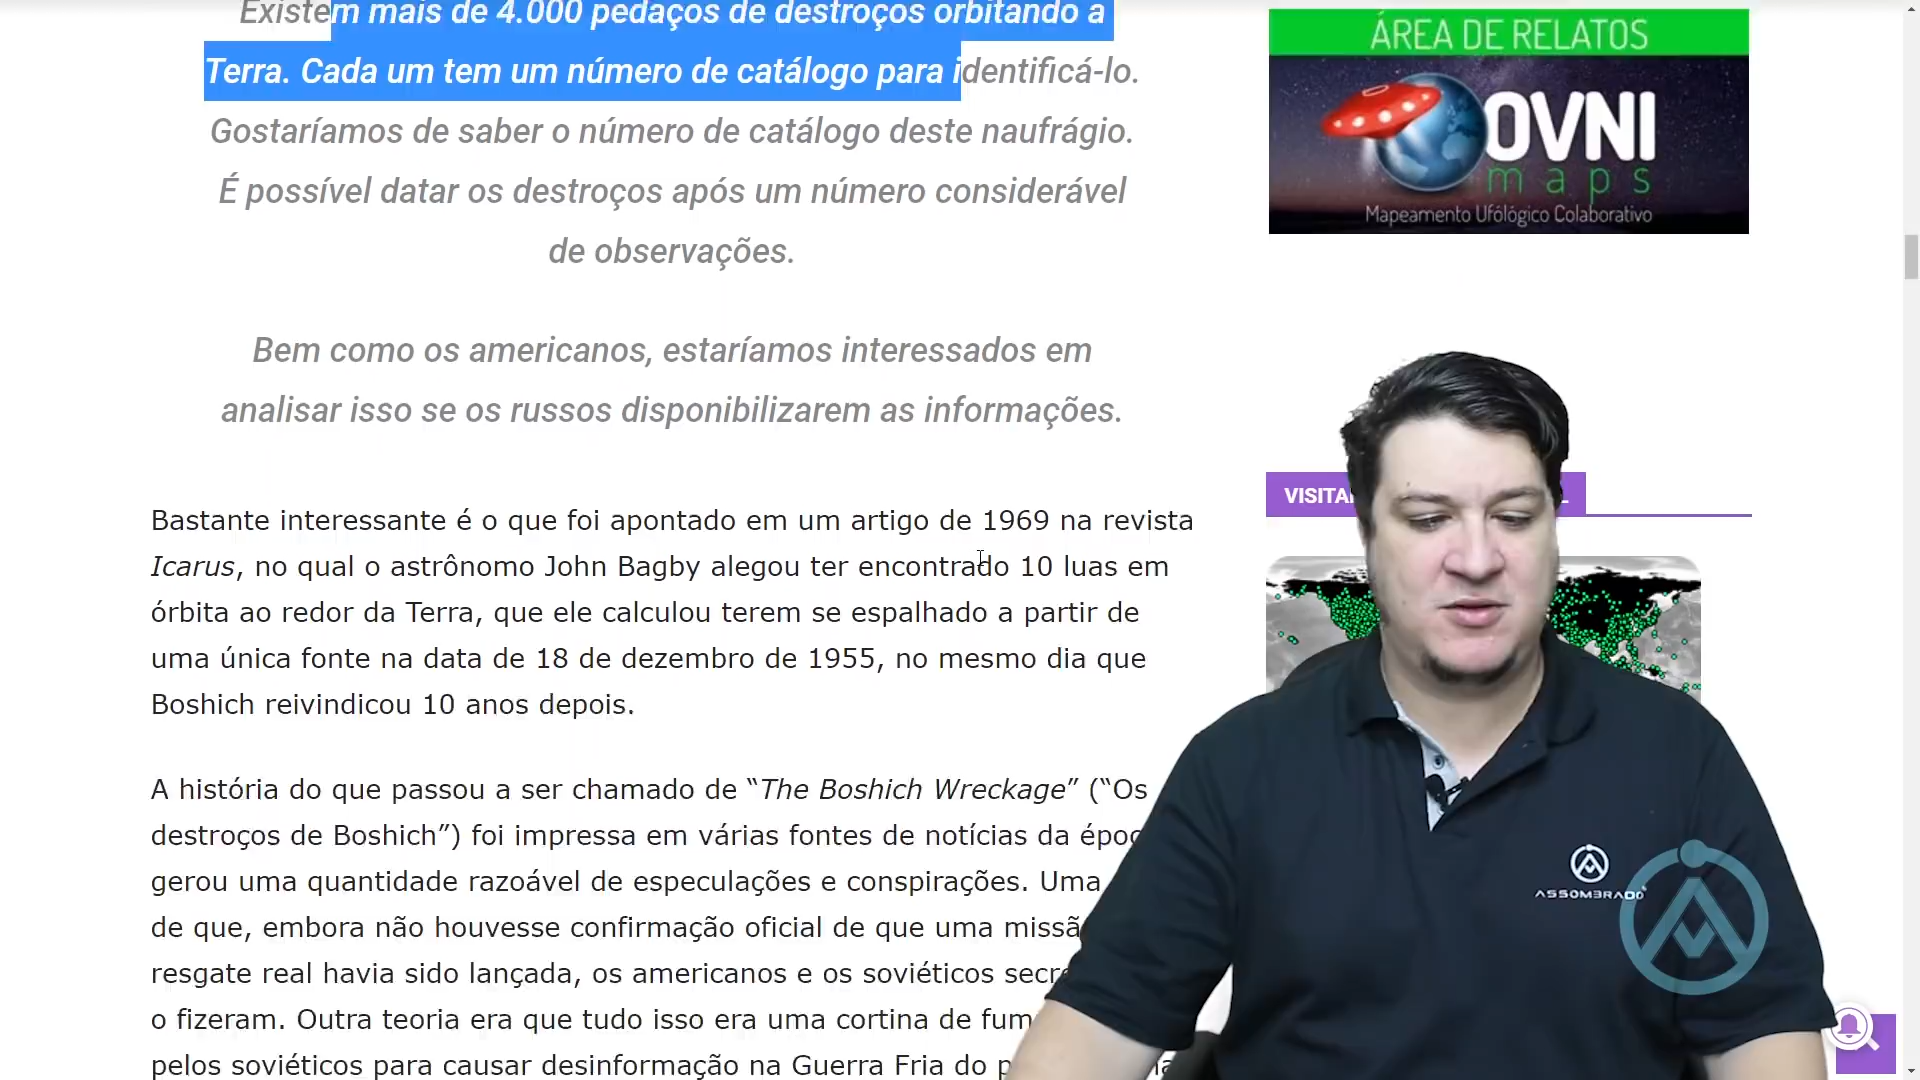 Existem mais de 4.000 pedaços de destroços orbitando a
Terra. Cada um tem um número de catálogo para identificá-lo.
Gostaríamos de saber o número de catálogo deste naufrágio.
É possível datar os destroços após um número considerável
de observações.
Bem como os americanos, estaríamos interessados em
analisar isso se os russos disponibilizarem as informações.
Bastante interessante é o que foi apontado em um artigo de 1969 na revista
Icarus, no qual o astrônomo John Bagby alegou ter encontrado 10 luas em
órbita ao redor da Terra, que ele calculou terem se espalhado a partir de
uma única fonte na data de 18 de dezembro de 1955, no mesmo dia que
Boshich reivindicou 10 anos depois.
A história do que passou a ser chamado de “The Boshich Wreckage” (“Os
destroços de Boshich”) foi impressa em várias fontes de notícias da
gerou uma quantidade razoável de especulações e conspirações. Uma
de que, embora não houvesse confirmação oficial de que uma
resgate real havia sido lançada, os americanos e os soviéticos
o fizeram. Outra teoria era que tudo isso era uma cortina de
pelos soviéticos para causar desinformação na Guerra Fria do
ÁREA DE RELATOS
OVNI
maps
Mapeamento Ufológico Colaborativo
ASSOMBRADO